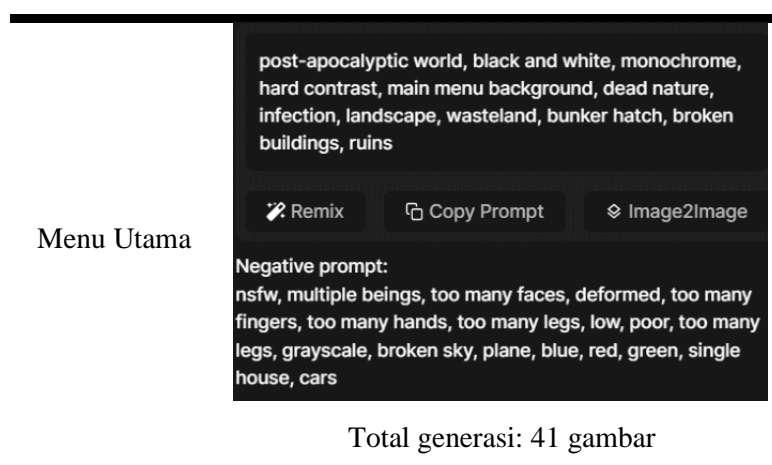 post-apocalyptic world, black and white, monochrome,
hard contrast, main menu background, dead nature,
infection, landscape, wasteland, bunker hatch, broken
buildings, ruins
Remix Copy Prompt Image2Image
Menu Utama
Negative prompt:
nsfw, multiple beings, too many faces, deformed, too many
fingers, too many hands, too many legs, low, poor, too many
legs, grayscale, broken sky, plane, blue, red, green, single
house, cars
Total generasi: 41 gambar